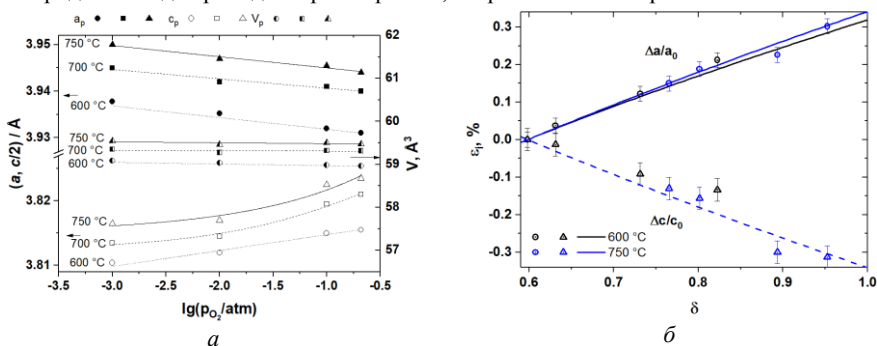 a_p c_p V_p
3.95
3.94
3.93
3.82
3.81
(a, c/2) / Å
750 °C
700 °C
600 °C
750 °C
700 °C
600 °C
750 °C
700 °C
600 °C
62
61
60
59
58
57
V, Å³
-3.5 -3.0 -2.5 -2.0 -1.5 -1.0 -0.5
lg(p_O₂/atm)
а
0.3
0.2
0.1
0.0
-0.1
-0.2
-0.3
ε_i, %
Δa/a₀
Δc/c₀
600 °C
750 °C
0.6 0.7 0.8 0.9 1.0
δ
б